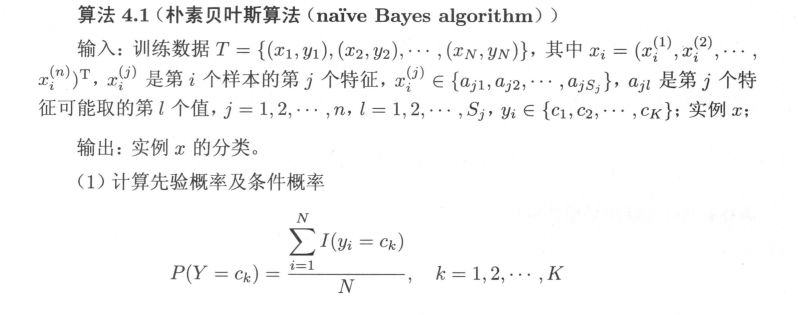 算法 4.1（朴素贝叶斯算法（naïve Bayes algorithm））
输入：训练数据 $T = \{(x_1, y_1), (x_2, y_2), \cdots, (x_N, y_N)\}$，其中 $x_i = (x_i^{(1)}, x_i^{(2)}, \cdots,$
$x_i^{(n)})^{\mathrm{T}}$，$x_i^{(j)}$ 是第 $i$ 个样本的第 $j$ 个特征，$x_i^{(j)} \in \{a_{j1}, a_{j2}, \cdots, a_{jS_j}\}$，$a_{jl}$ 是第 $j$ 个特
征可能取的第 $l$ 个值，$j = 1, 2, \cdots, n$，$l = 1, 2, \cdots, S_j$，$y_i \in \{c_1, c_2, \cdots, c_K\}$；实例 $x$；
输出：实例 $x$ 的分类。
（1）计算先验概率及条件概率
$P(Y = c_k) = \frac{\sum_{i=1}^{N} I(y_i = c_k)}{N}, \quad k = 1, 2, \cdots, K$